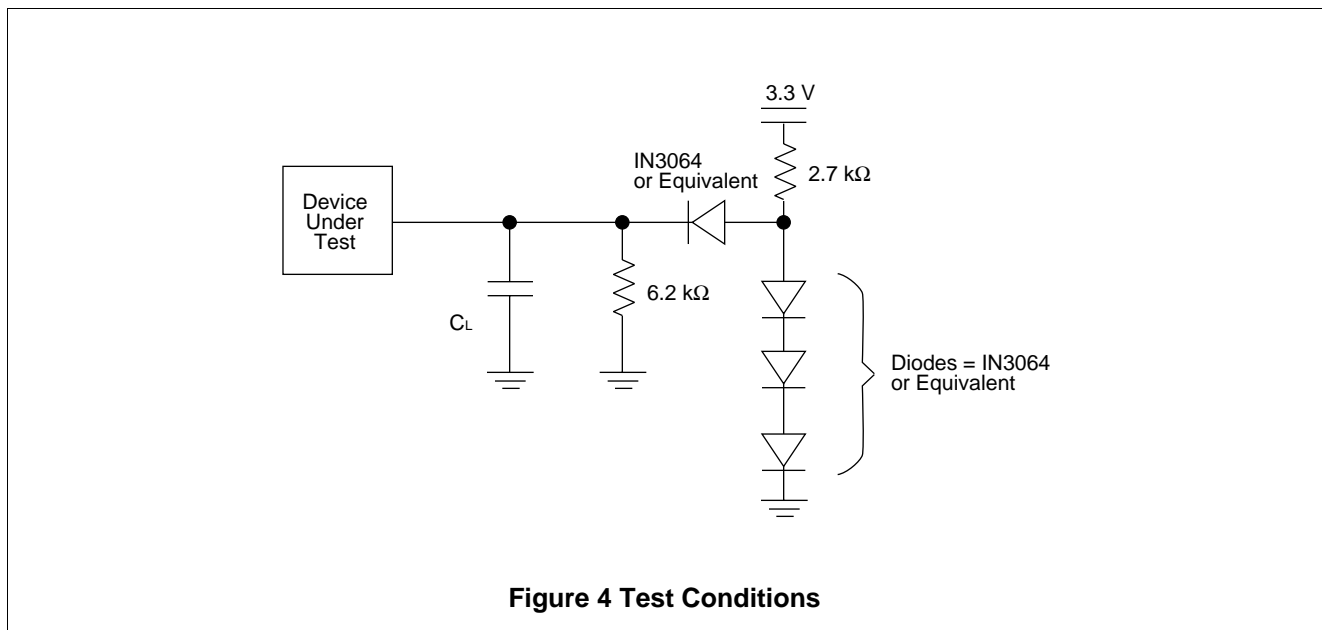 3.3 V
IN3064
or Equivalent
2.7 kΩ
Device
Under
Test
6.2 kΩ
CL
Diodes = IN3064
or Equivalent
Figure 4 Test Conditions